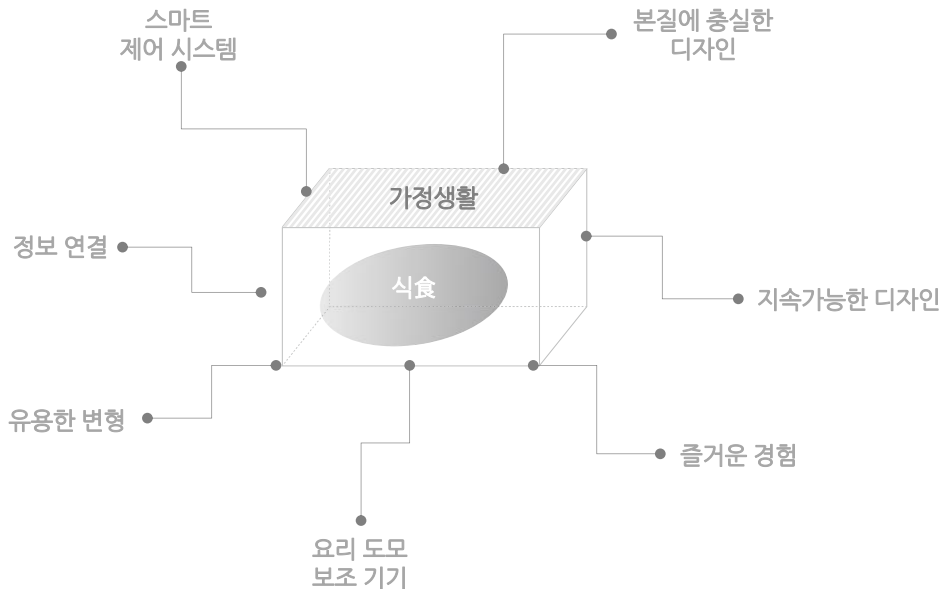 스마트
제어 시스템
본질에 충실한
디자인
가정생활
정보 연결
식食
지속가능한 디자인
유용한 변형
즐거운 경험
요리 도모
보조 기기